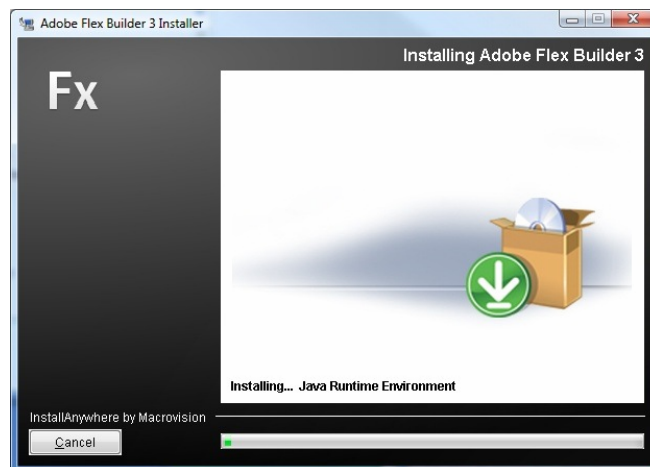 Adobe Flex Builder 3 Installer
Installing Adobe Flex Builder 3
Fx
Installing... Java Runtime Environment
InstallAnywhere by Macrovision
Cancel